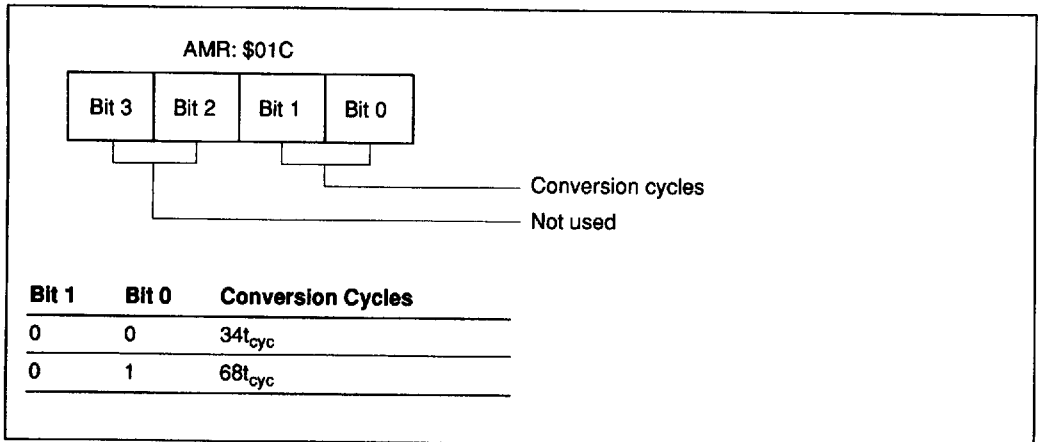 AMR: $01C
Bit 3 Bit 2 Bit 1 Bit 0
Conversion cycles
Not used
Bit 1 Bit 0 Conversion Cycles
0 0 34tcyc
0 1 68tcyc